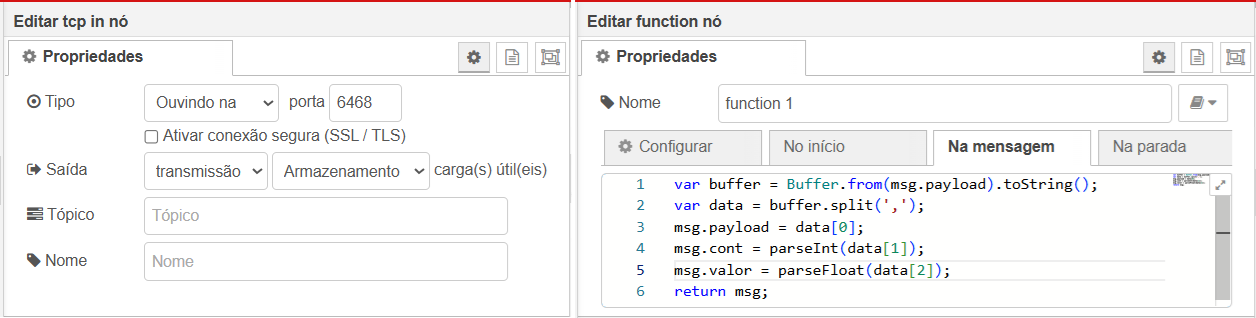 Editar tcp in nó
Propriedades
Tipo
Ouvindo na
porta
6468
Ativar conexão segura (SSL / TLS)
Saída
transmissão
Armazenamento
carga(s) útil(eis)
Tópico
Tópico
Nome
Nome
Editar function nó
Propriedades
Nome
function 1
Configurar
No início
Na mensagem
Na parada
1 var buffer = Buffer.from(msg.payload).toString();
2 var data = buffer.split(',');
3 msg.payload = data[0];
4 msg.cont = parseInt(data[1]);
5 msg.valor = parseFloat(data[2]);
6 return msg;